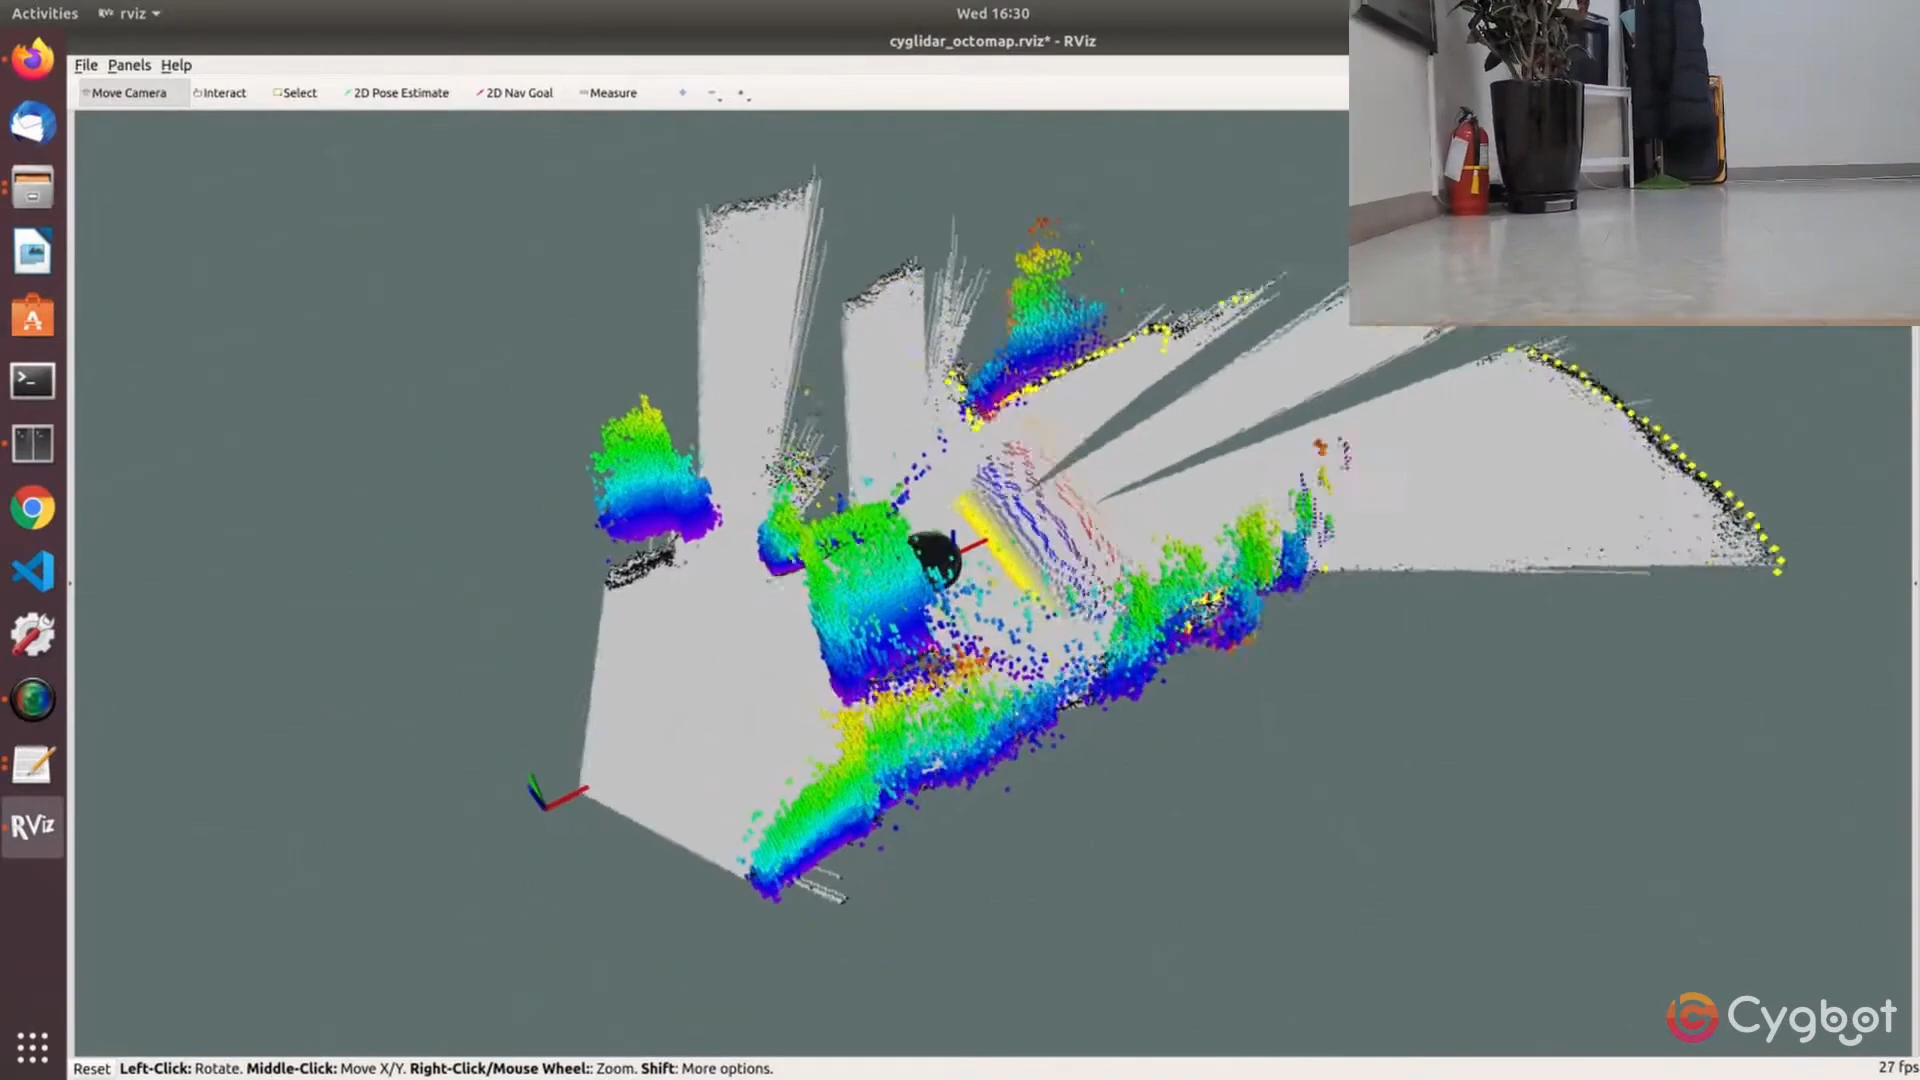 Activities
RViz rviz
Wed 16:30
cyglidar_octomap.rviz* - RViz
File Panels Help
Move Camera Interact Select 2D Pose Estimate 2D Nav Goal Measure
RViz
Cygbot
Reset Left-Click: Rotate. Middle-Click: Move X/Y. Right-Click/Mouse Wheel:: Zoom. Shift: More options.
27 fps